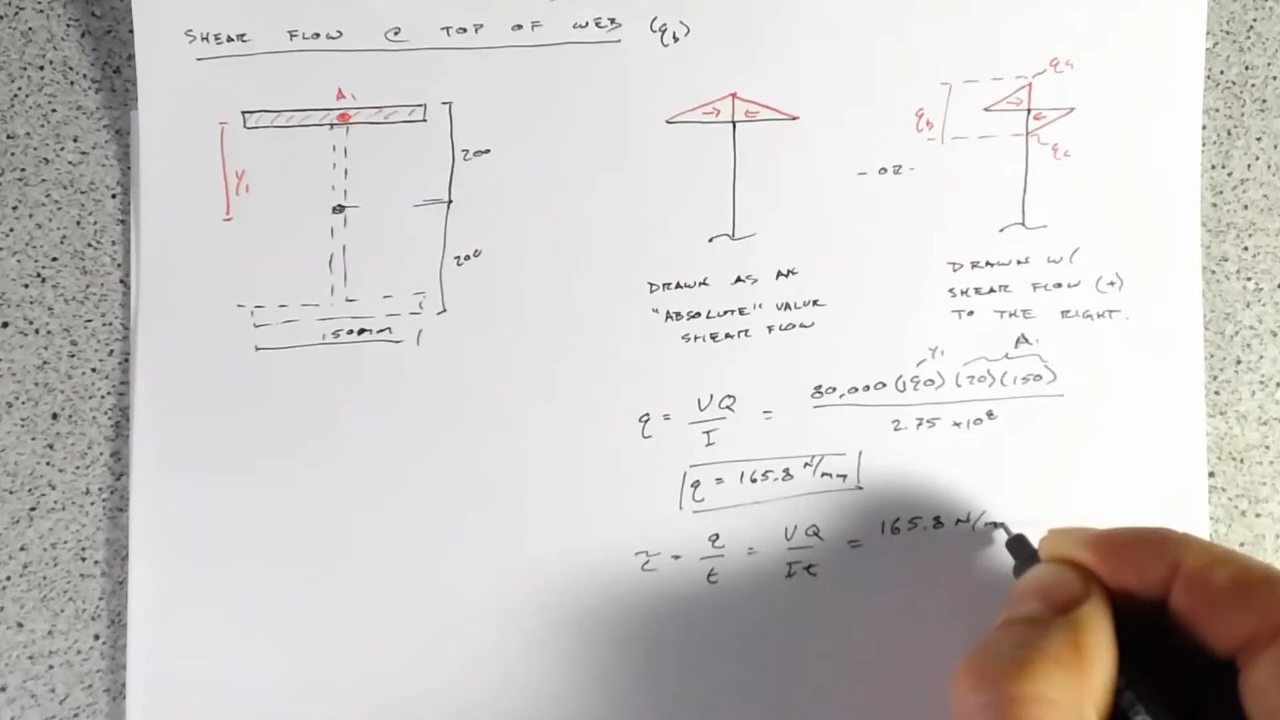 SHEAR FLOW @ TOP OF WEB (q_b)
A₁
200
y₁
200
150mm
DRAWN AS AN
"ABSOLUTE" VALUE
SHEAR FLOW
- OR -
q_a
q_b
q_c
DRAWN W/
SHEAR FLOW (+)
TO THE RIGHT.
y₁ A₁
q = VQ/I = 80,000(190)(20)(150)/2.75 × 10⁸
q = 165.8 N/mm
τ = q/t = VQ/It = 165.8 N/m